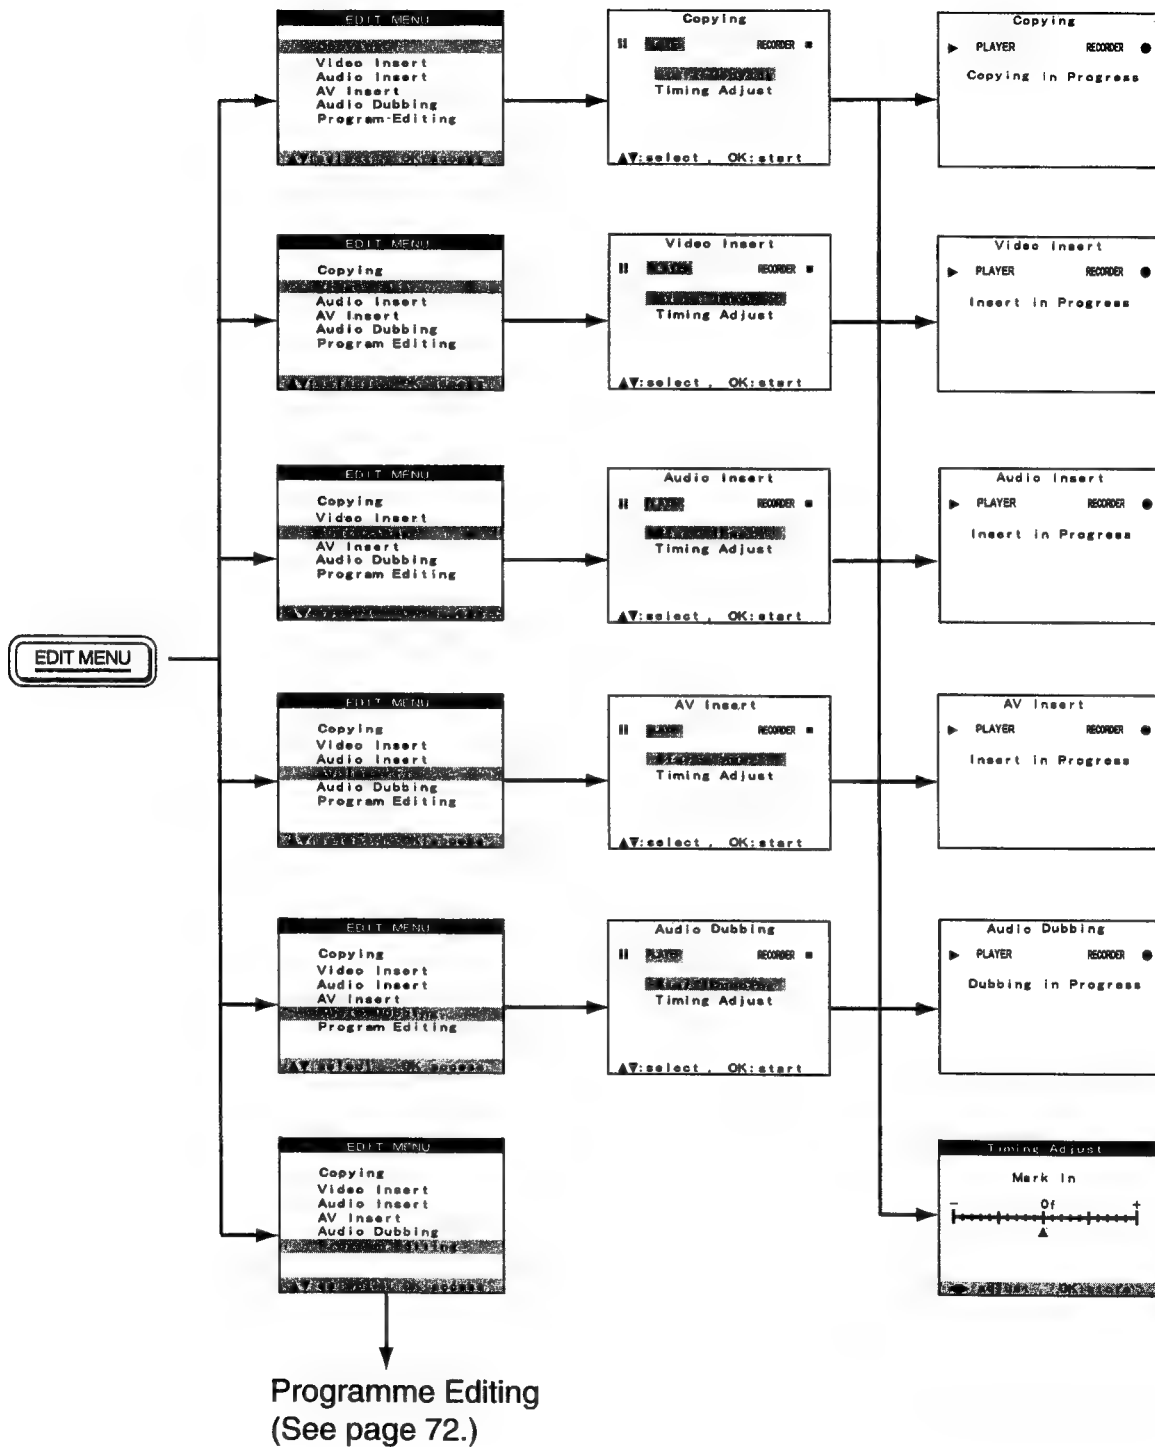 EDIT MENU
Video Insert
Audio Insert
AV Insert
Audio Dubbing
Program-Editing
Copying
PLAYER RECORDER
Timing Adjust
▲▼:select, OK:start
Copying
PLAYER RECORDER
Copying in Progress
EDIT MENU
Copying
Audio Insert
AV Insert
Audio Dubbing
Program Editing
Video Insert
RECORDER
Timing Adjust
▲▼:select, OK:start
Video Insert
PLAYER RECORDER
Insert in Progress
EDIT MENU
Copying
Video Insert
AV Insert
Audio Dubbing
Program Editing
Audio Insert
PLAYER RECORDER
Timing Adjust
▲▼:select, OK:start
Audio Insert
PLAYER RECORDER
Insert in Progress
EDIT MENU
EDIT MENU
Copying
Video Insert
Audio Insert
Audio Dubbing
Program Editing
AV Insert
PLAYER RECORDER
Timing Adjust
▲▼:select, OK:start
AV Insert
PLAYER RECORDER
Insert in Progress
EDIT MENU
Copying
Video Insert
Audio Insert
AV Insert
Program Editing
▲▼:select OK:access
Audio Dubbing
PLAYER RECORDER
Timing Adjust
▲▼:select, OK:start
Audio Dubbing
PLAYER RECORDER
Dubbing in Progress
EDIT MENU
Copying
Video Insert
Audio Insert
AV Insert
Audio Dubbing
Program Editing
Timing Adjust
Mark In
- 0f +
Programme Editing
(See page 72.)